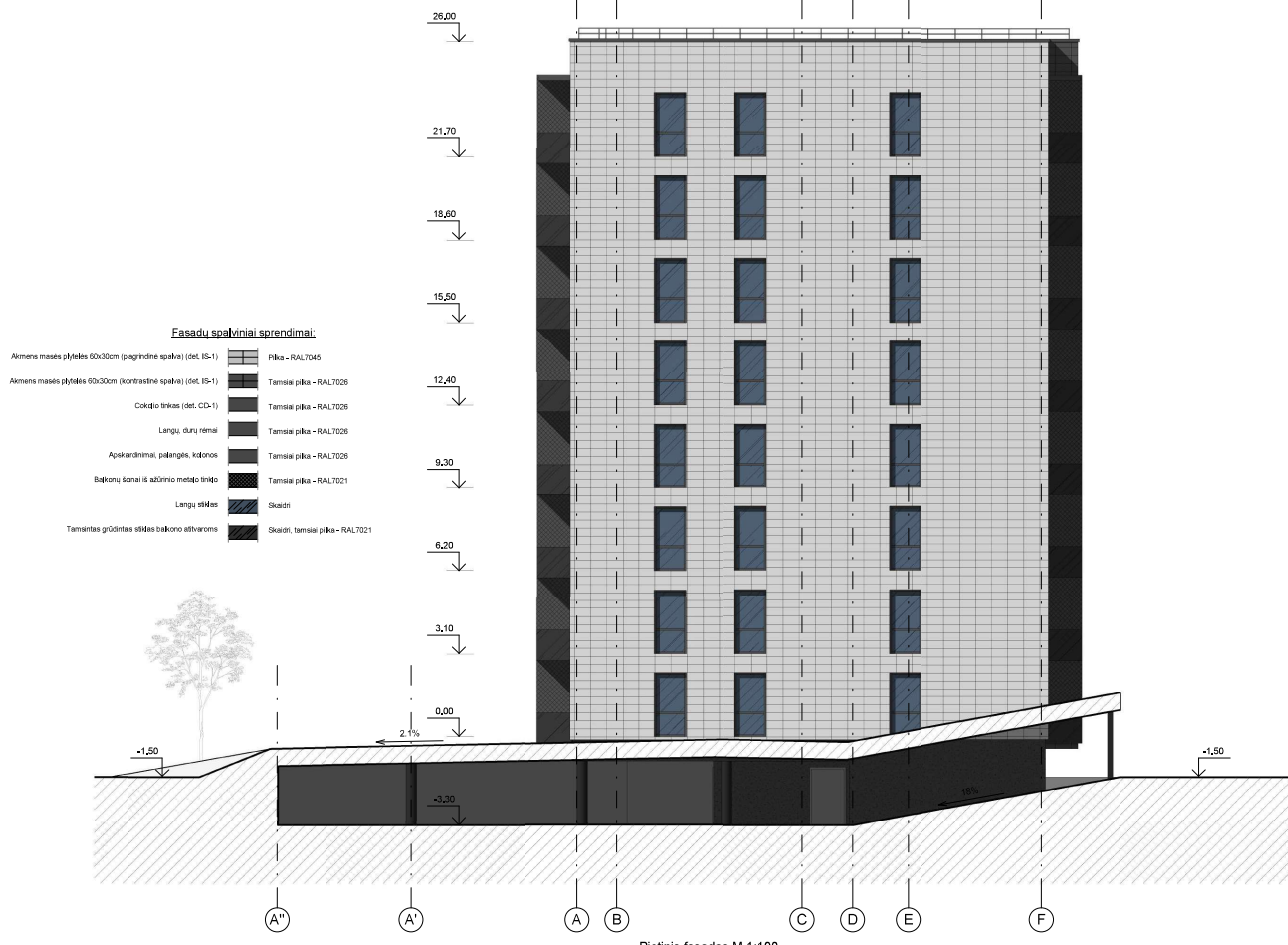 26.00
21.70
18.60
15.50
Fasadų spalviniai sprendimai:
Akmens masės plytelės 60x30cm (pagrindinė spalva) (det. IS-1) Pilka - RAL7045
Akmens masės plytelės 60x30cm (kontrastinė spalva) (det. IS-1) Tamsiai pilka - RAL7026
Cokolio tinkas (det. CD-1) Tamsiai pilka - RAL7026
Langų, durų rėmai Tamsiai pilka - RAL7026
Apskardinimai, palangės, kolonos Tamsiai pilka - RAL7026
Balkonų šonai iš ažūrinio metalo tinklo Tamsiai pilka - RAL7021
Langų stiklas Skaidri
Tamsintas grūdintas stiklas balkono atitvaroms Skaidri, tamsiai pilka - RAL7021
12.40
9.30
6.20
3.10
0.00
2.1%
-1.50
-1.50
-3.30
18%
A" A' A B C D E F
Pietinis fasadas M 1:100